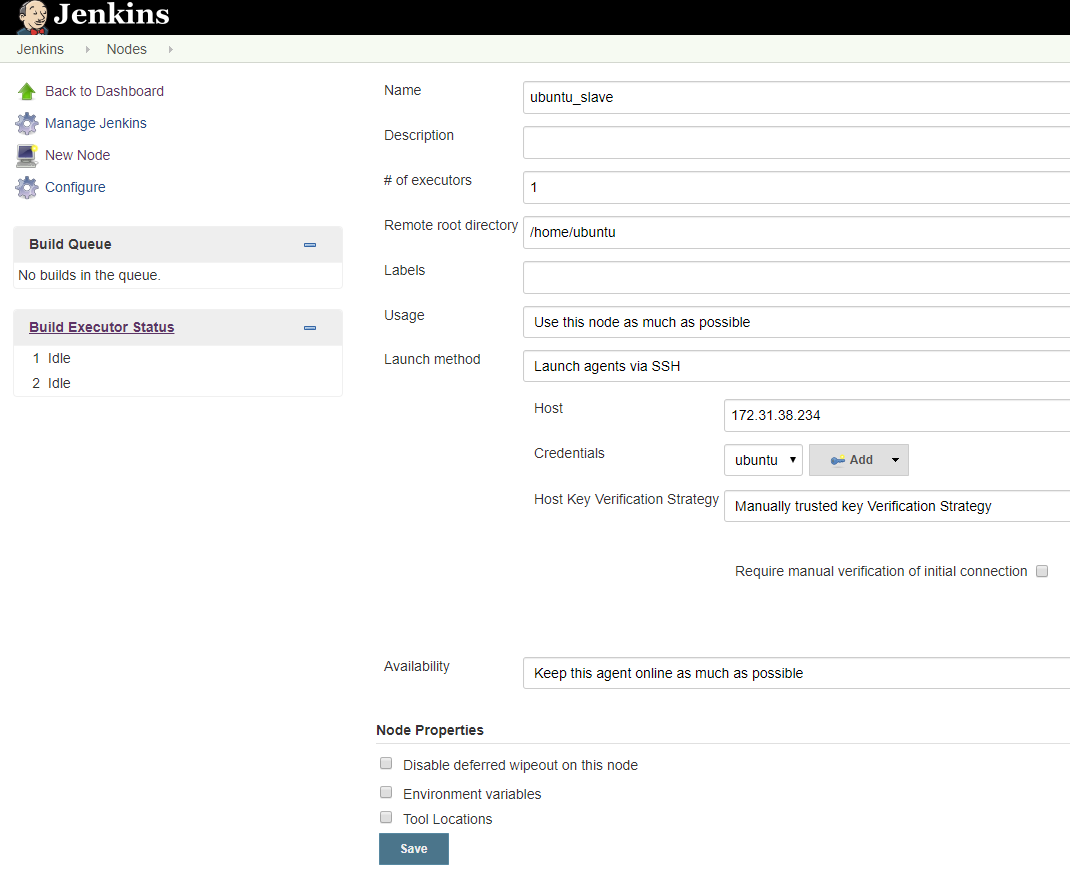 Jenkins
Jenkins Nodes
Back to Dashboard
Manage Jenkins
New Node
Configure
Build Queue
No builds in the queue.
Build Executor Status
1 Idle
2 Idle
Name ubuntu_slave
Description
# of executors 1
Remote root directory /home/ubuntu
Labels
Usage Use this node as much as possible
Launch method Launch agents via SSH
Host 172.31.38.234
Credentials ubuntu Add
Host Key Verification Strategy Manually trusted key Verification Strategy
Require manual verification of initial connection
Availability Keep this agent online as much as possible
Node Properties
Disable deferred wipeout on this node
Environment variables
Tool Locations
Save